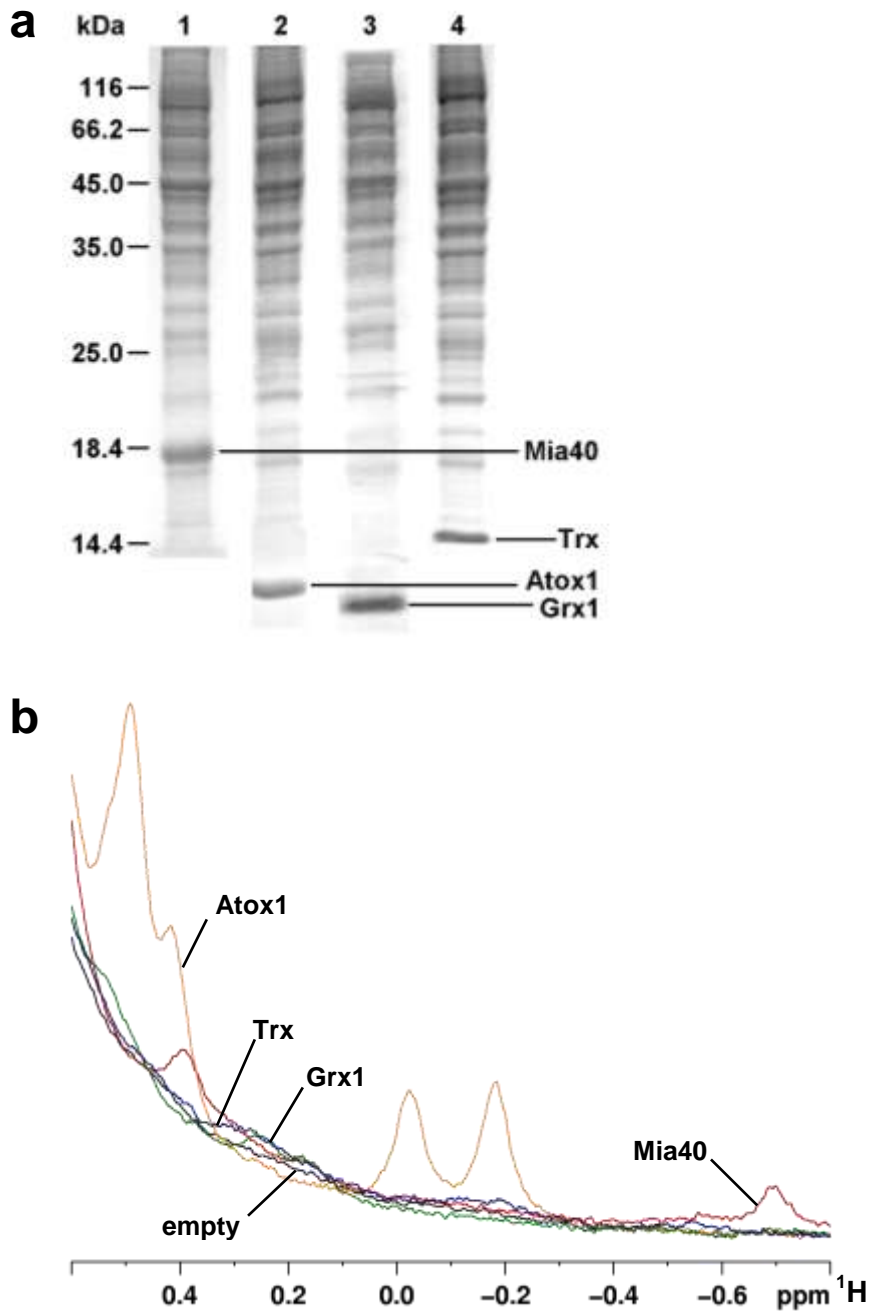 a
kDa 1 2 3 4
116
66.2
45.0
35.0
25.0
18.4
Mia40
14.4
Trx
Atox1
Grx1
b
Atox1
Trx
Grx1
Mia40
empty
0.4 0.2 0.0 –0.2 –0.4 –0.6 ppm ¹H